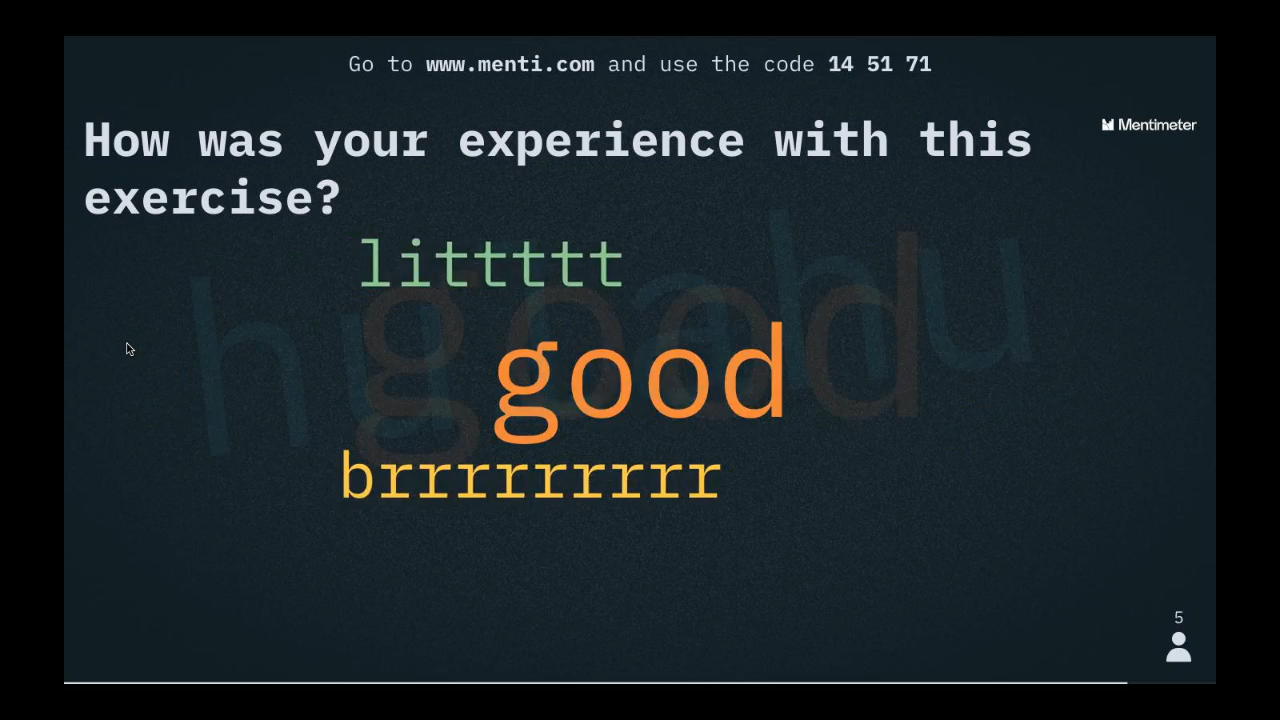 Go to www.menti.com and use the code 14 51 71
How was your experience with this
exercise?
Mentimeter
littttt
good
brrrrrrrrr
5